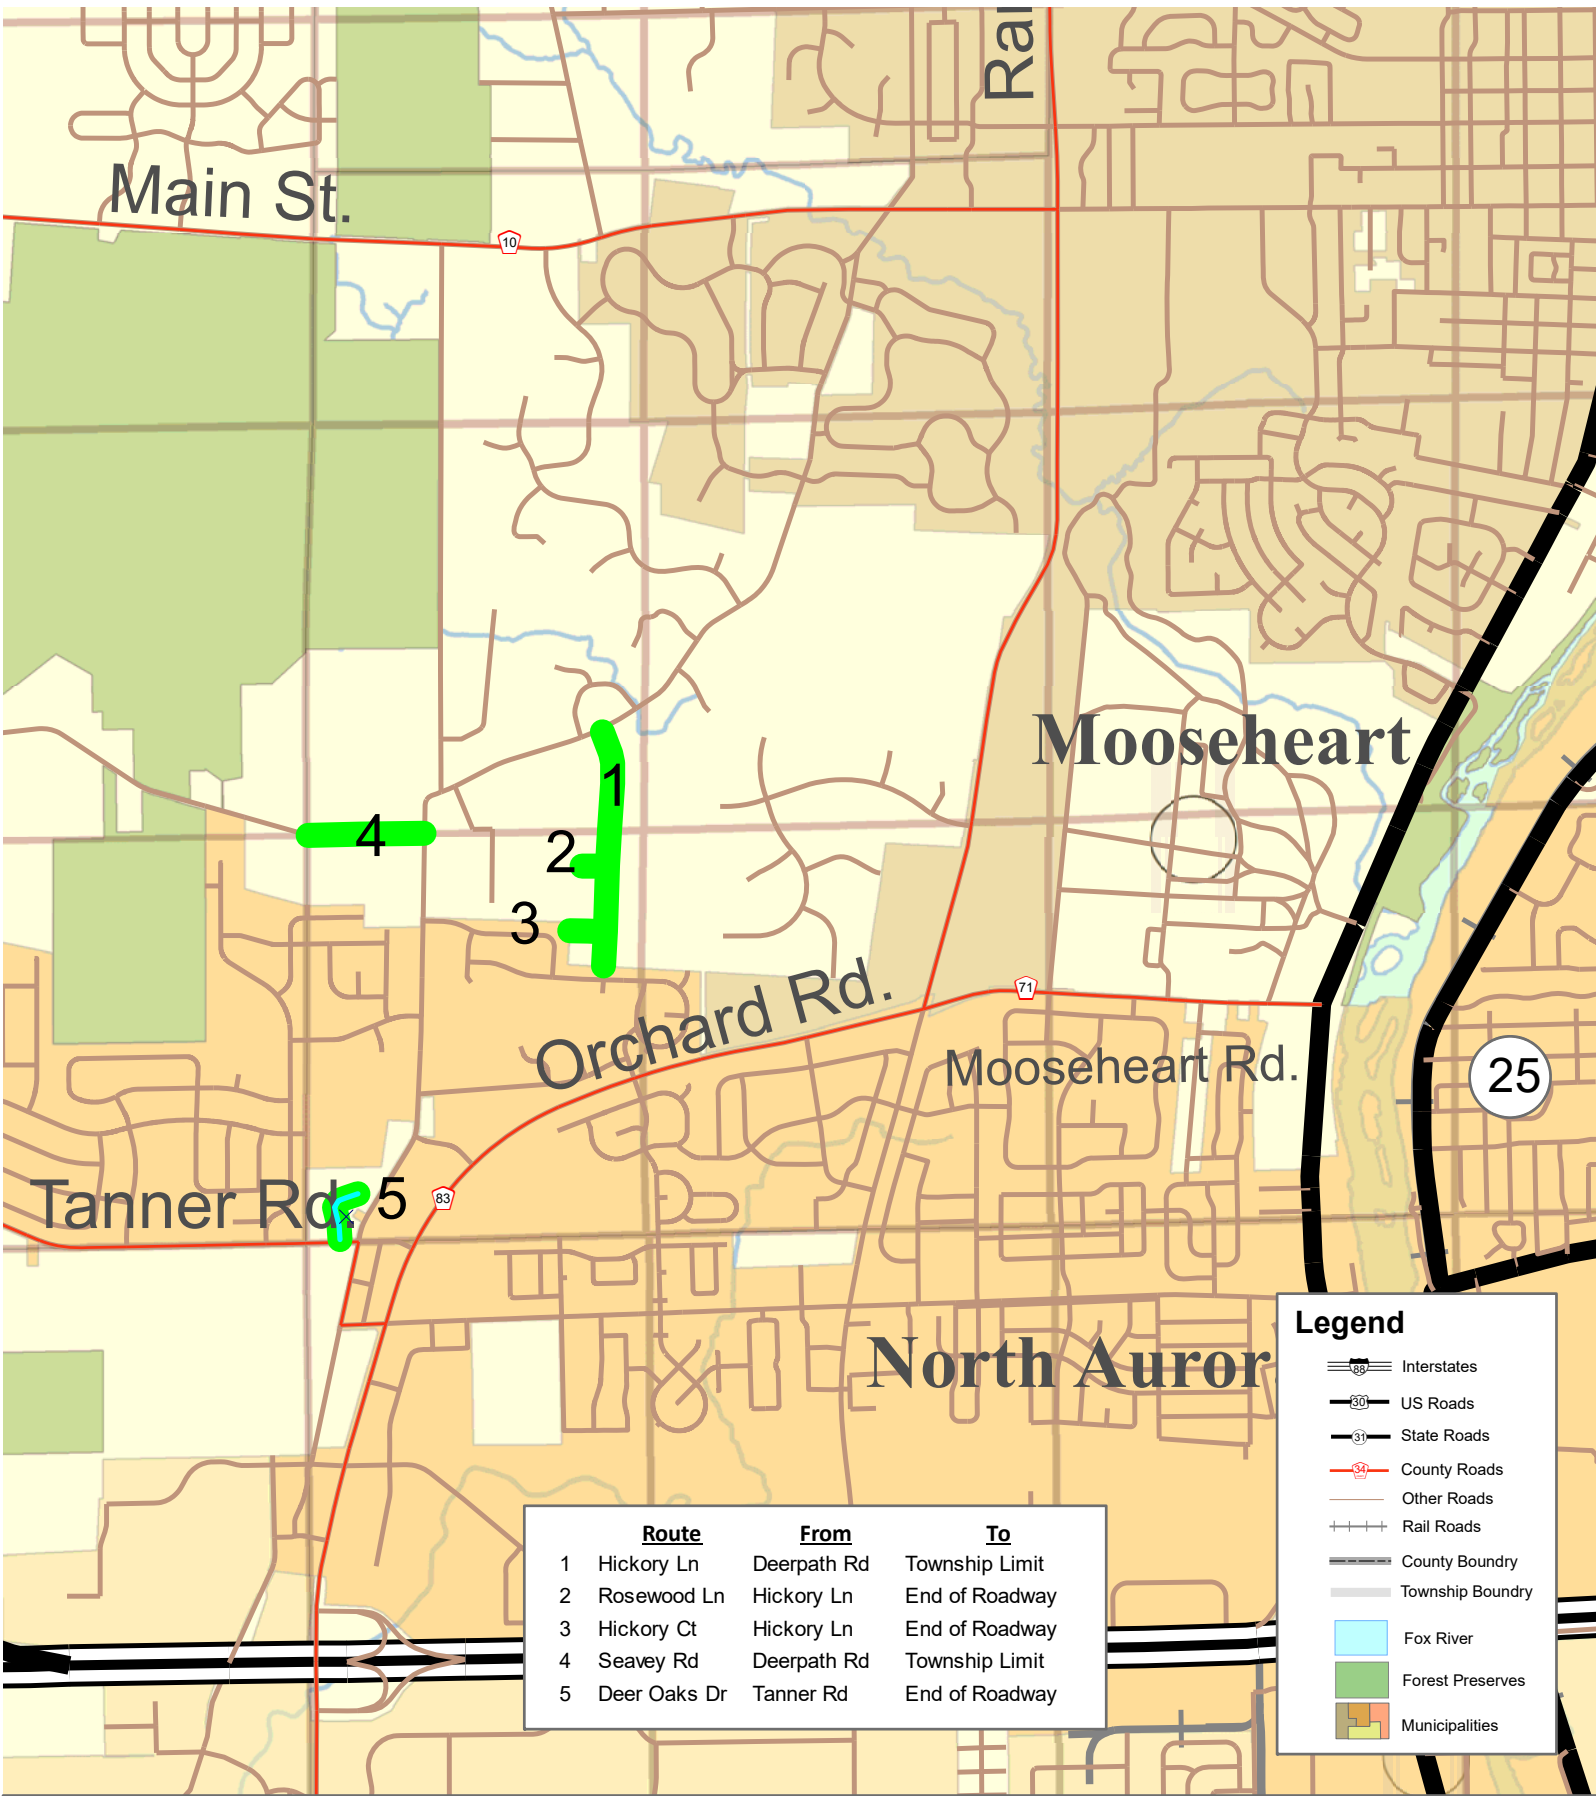 Ra
Main St.
10
Mooseheart
1
4
2
3
Orchard Rd.
71
Mooseheart Rd.
25
Tanner Rd.
5
83
North Auror
Legend
88 Interstates
30 US Roads
31 State Roads
34 County Roads
Other Roads
Rail Roads
County Boundry
Township Boundry
Fox River
Forest Preserves
Municipalities
Route From To
1 Hickory Ln Deerpath Rd Township Limit
2 Rosewood Ln Hickory Ln End of Roadway
3 Hickory Ct Hickory Ln End of Roadway
4 Seavey Rd Deerpath Rd Township Limit
5 Deer Oaks Dr Tanner Rd End of Roadway